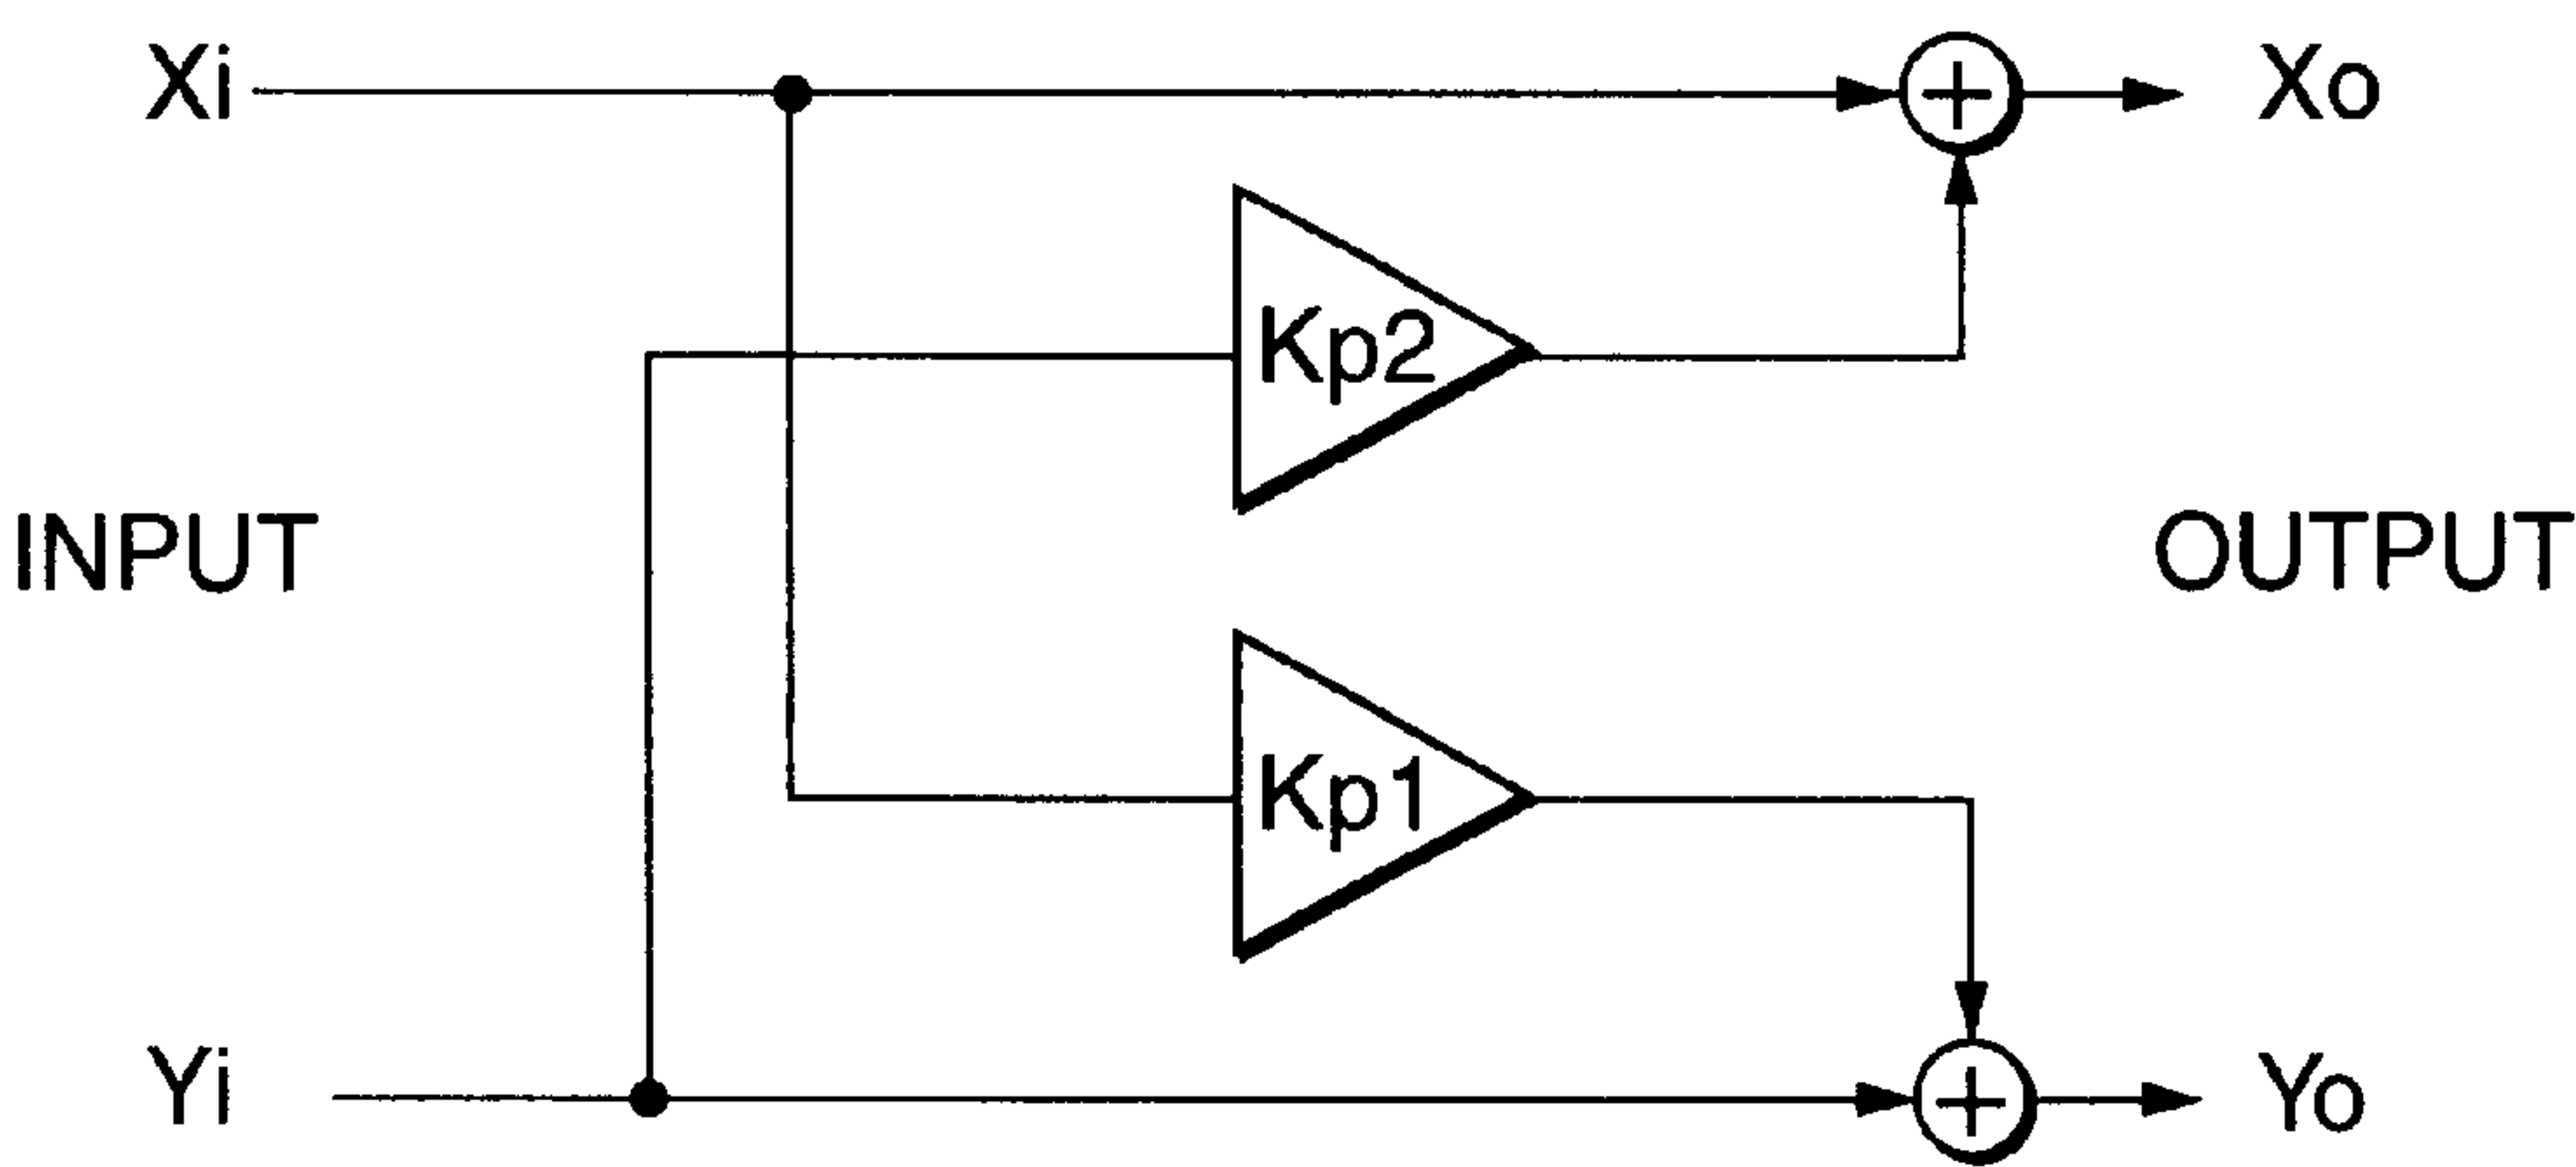 Xi
+
Xo
Kp2
INPUT
OUTPUT
Kp1
Yi
+
Yo